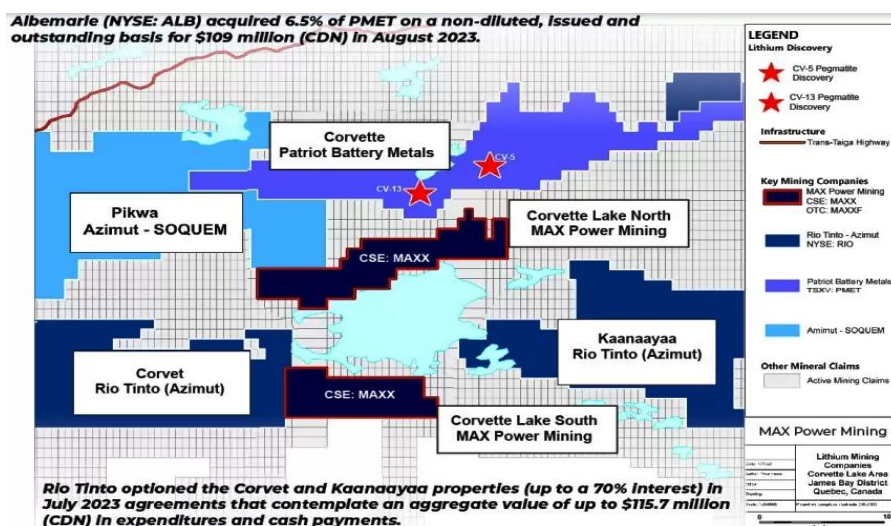 Albemarle (NYSE: ALB) acquired 6.5% of PMET on a non-diluted, issued and
outstanding basis for $109 million (CDN) in August 2023.
Corvette
Patriot Battery Metals
CV-5
CV-13
Pikwa
Azimut - SOQUEM
Corvette Lake North
MAX Power Mining
CSE: MAXX
Kaanaayaa
Rio Tinto (Azimut)
Corvet
Rio Tinto (Azimut)
CSE: MAXX
Corvette Lake South
MAX Power Mining
Rio Tinto optioned the Corvet and Kaanaayaa properties (up to a 70% interest) in
July 2023 agreements that contemplate an aggregate value of up to $115.7 million
(CDN) in expenditures and cash payments.
LEGEND
Lithium Discovery
CV-5 Pegmatite
Discovery
CV-13 Pegmatite
Discovery
Infrastructure
Trans-Taiga Highway
Key Mining Companies
MAX Power Mining
CSE: MAXX
OTC: MAXXF
Rio Tinto - Azimut
NYSE: RIO
Patriot Battery Metals
TSXV: PMET
Amimut - SOQUEM
Other Mineral Claims
Active Mining Claims
MAX Power Mining
Lithium Mining
Companies
Corvette Lake Area
James Bay District
Quebec, Canada